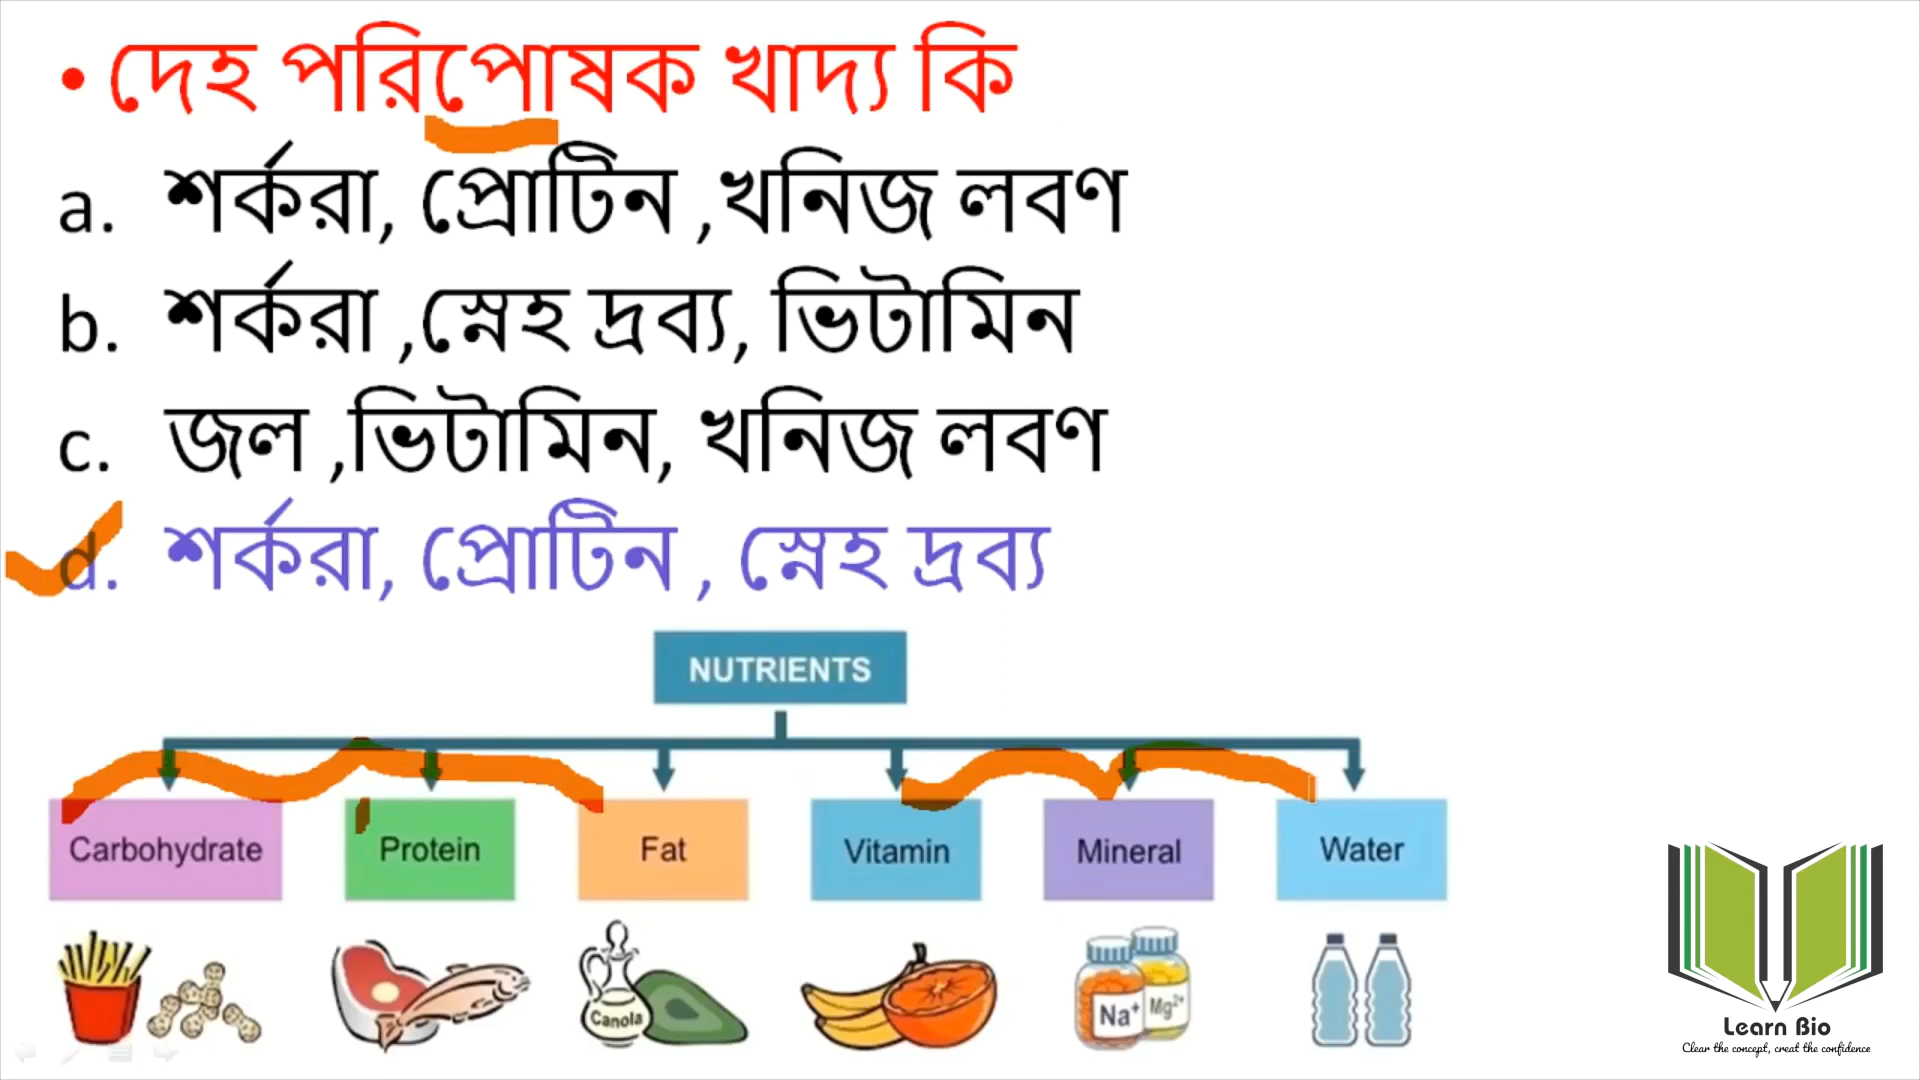 • দেহ পরিপোষক খাদ্য কি
a. শর্করা, প্রোটিন ,খনিজ লবণ
b. শর্করা ,স্নেহ দ্রব্য, ভিটামিন
c. জল ,ভিটামিন, খনিজ লবণ
d. শর্করা, প্রোটিন , স্নেহ দ্রব্য
NUTRIENTS
Carbohydrate Protein Fat Vitamin Mineral Water
Canola Na⁺ Mg²⁺
Learn Bio
Clear the concept, creat the confidence